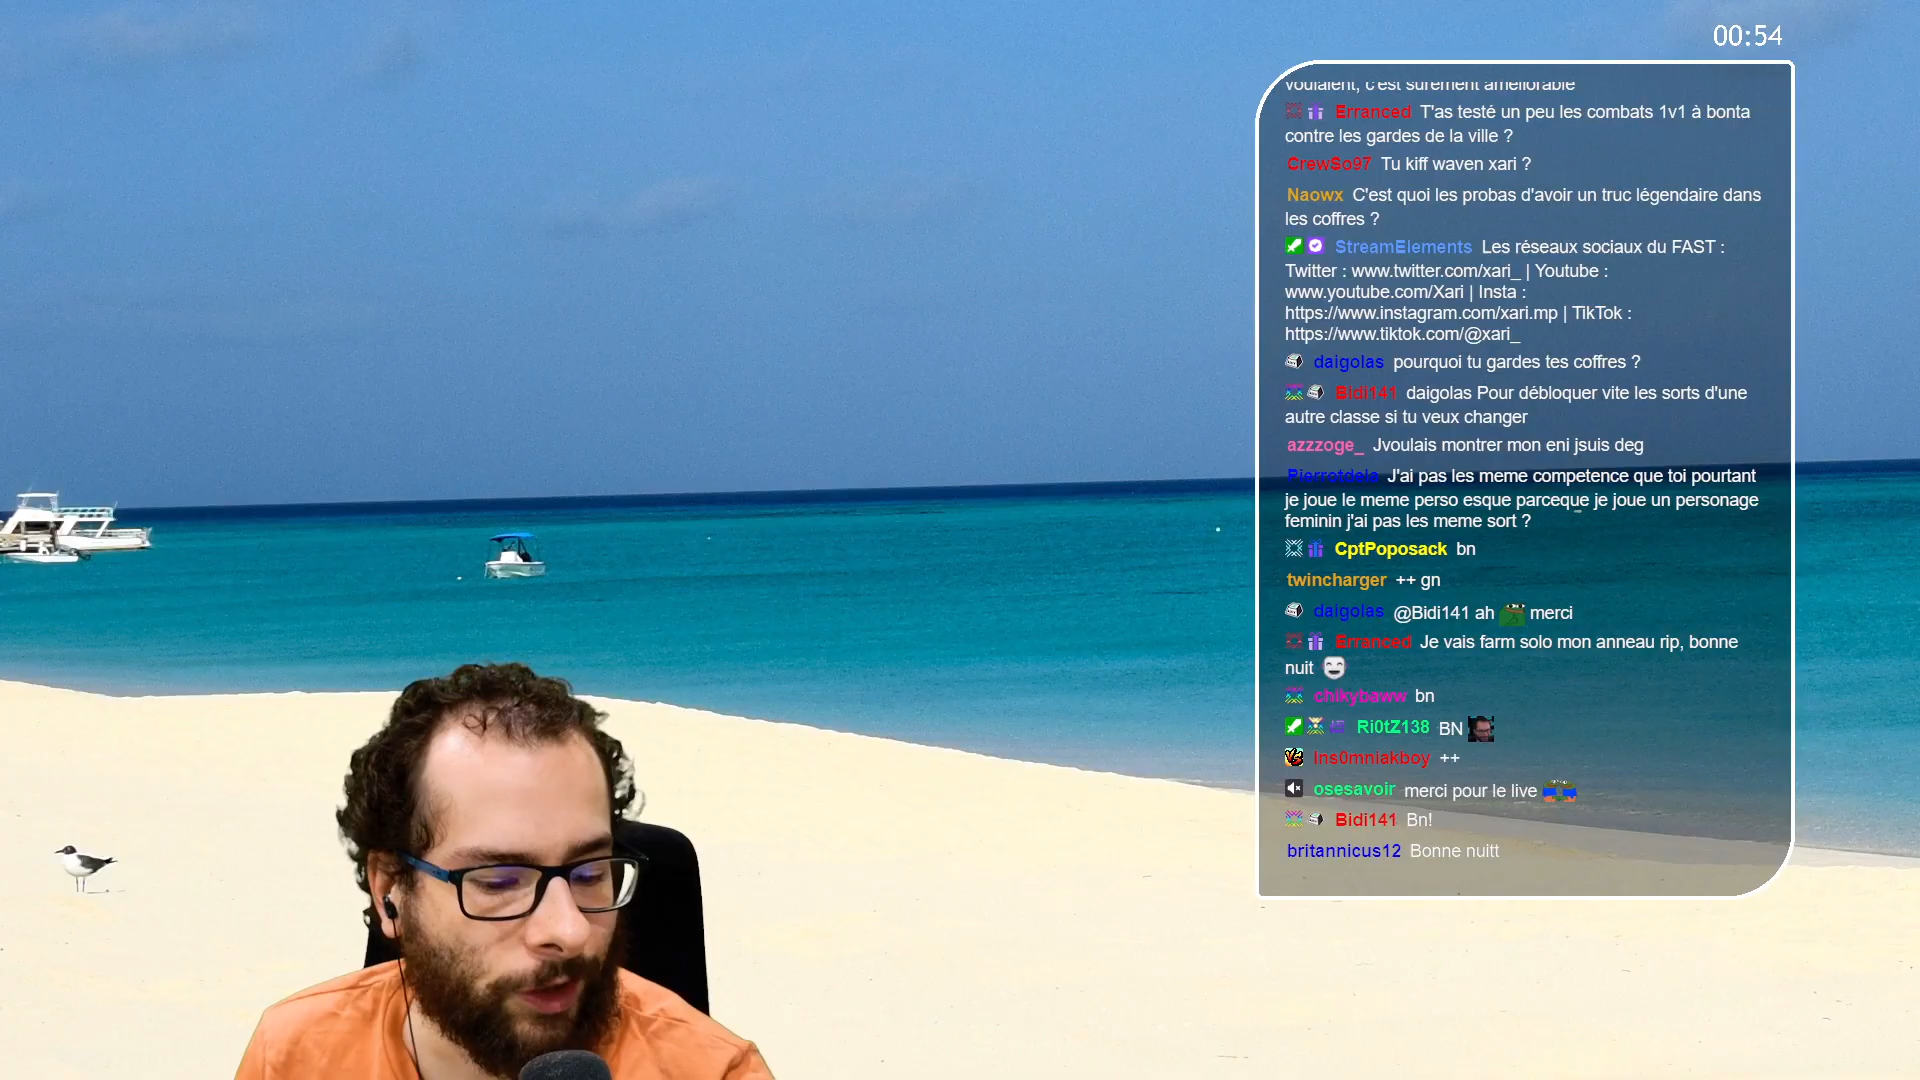 00:54
voulaient, c'est surement améliorable
Erranced T'as testé un peu les combats 1v1 à bonta
contre les gardes de la ville ?
CrewSo97 Tu kiff waven xari ?
Naowx C'est quoi les probas d'avoir un truc légendaire dans
les coffres ?
StreamElements Les réseaux sociaux du FAST :
Twitter : www.twitter.com/xari_ | Youtube :
www.youtube.com/Xari | Insta :
https://www.instagram.com/xari.mp | TikTok :
https://www.tiktok.com/@xari_
daigolas pourquoi tu gardes tes coffres ?
Bidi141 daigolas Pour débloquer vite les sorts d'une
autre classe si tu veux changer
azzzoge_ Jvoulais montrer mon eni jsuis deg
Pierrotdela J'ai pas les meme competence que toi pourtant
je joue le meme perso esque parceque je joue un personage
feminin j'ai pas les meme sort ?
CptPoposack bn
twincharger ++ gn
daigolas @Bidi141 ah merci
Erranced Je vais farm solo mon anneau rip, bonne
nuit
chikybaww bn
Ri0tZ138 BN
Ins0mniakboy ++
osesavoir merci pour le live
Bidi141 Bn!
britannicus12 Bonne nuitt